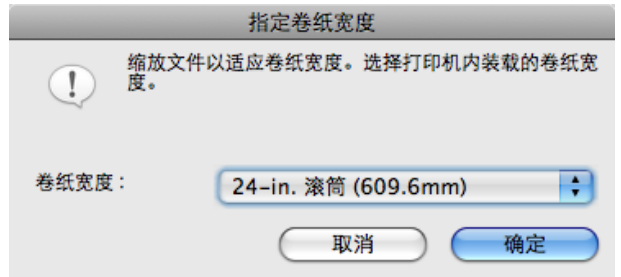 指定卷纸宽度
缩放文件以适应卷纸宽度。选择打印机内装载的卷纸宽
度。
卷纸宽度：
24-in. 滚筒 (609.6mm)
取消
确定